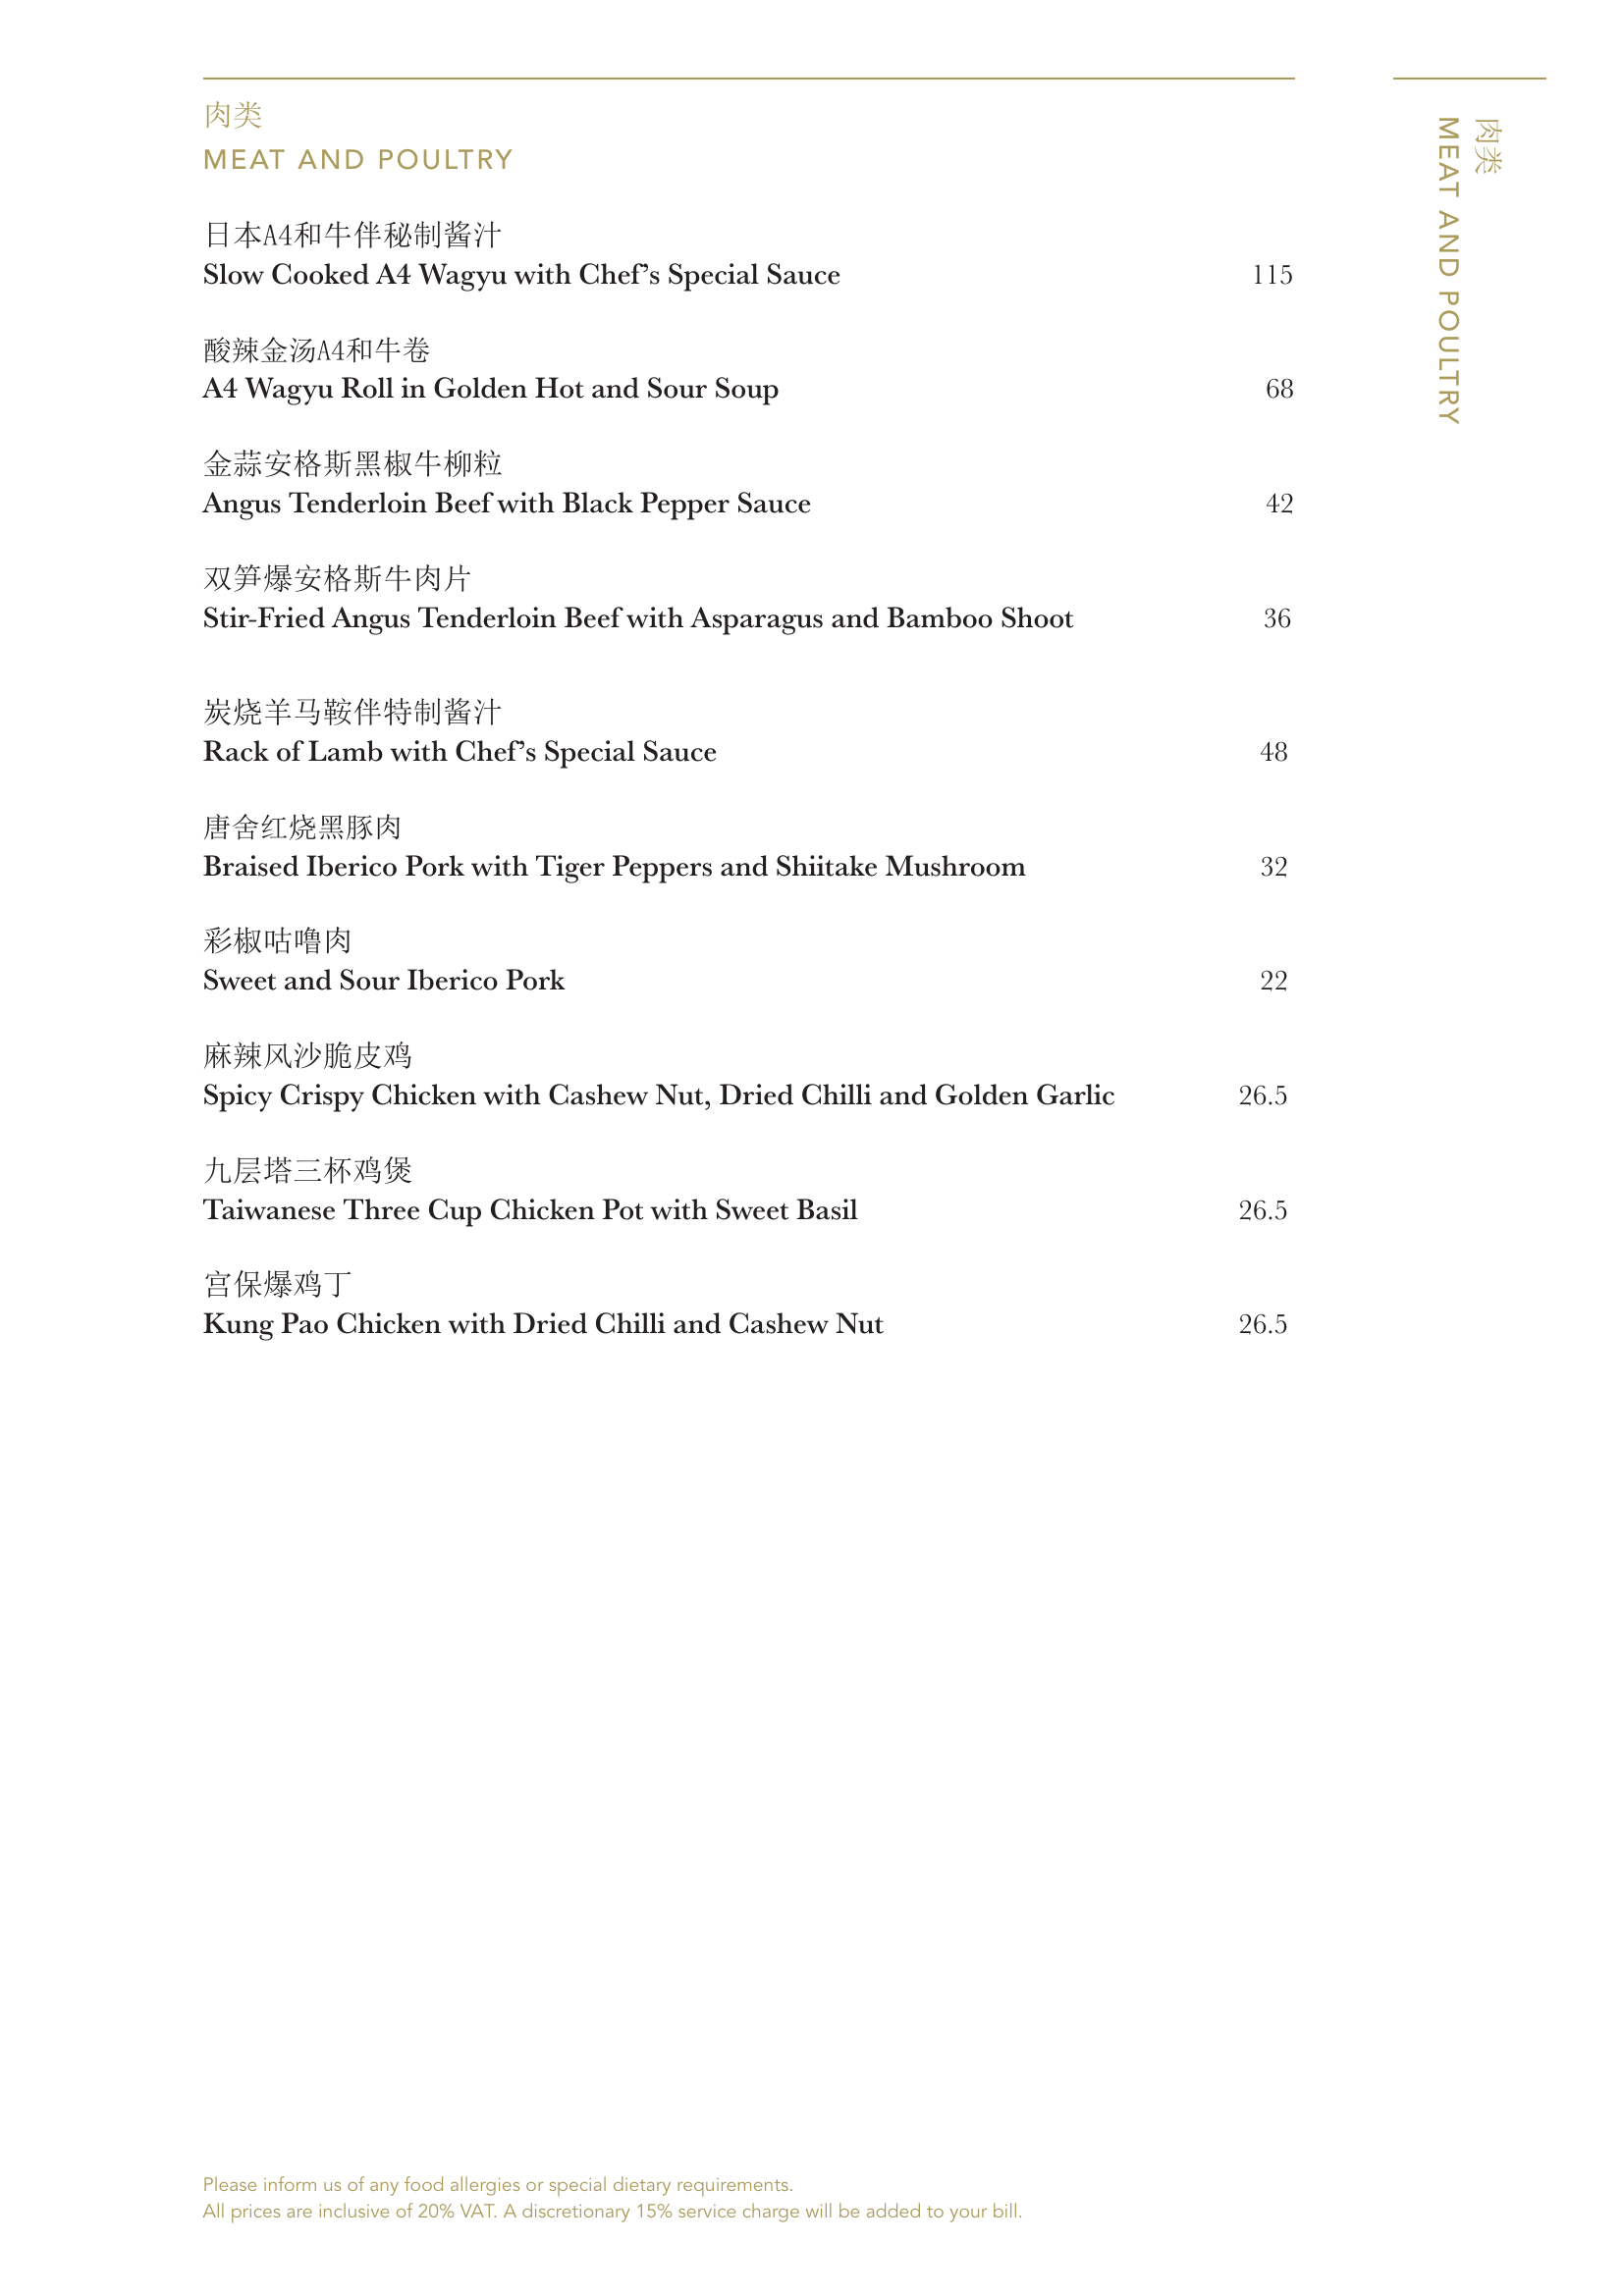 肉类
MEAT AND POULTRY
日本A4和牛伴秘制酱汁
Slow Cooked A4 Wagyu with Chef’s Special Sauce 115
酸辣金汤A4和牛卷
A4 Wagyu Roll in Golden Hot and Sour Soup 68
金蒜安格斯黑椒牛柳粒
Angus Tenderloin Beef with Black Pepper Sauce 42
双笋爆安格斯牛肉片
Stir-Fried Angus Tenderloin Beef with Asparagus and Bamboo Shoot 36
炭烧羊马鞍伴特制酱汁
Rack of Lamb with Chef’s Special Sauce 48
唐舍红烧黑豚肉
Braised Iberico Pork with Tiger Peppers and Shiitake Mushroom 32
彩椒咕噜肉
Sweet and Sour Iberico Pork 22
麻辣风沙脆皮鸡
Spicy Crispy Chicken with Cashew Nut, Dried Chilli and Golden Garlic 26.5
九层塔三杯鸡煲
Taiwanese Three Cup Chicken Pot with Sweet Basil 26.5
宫保爆鸡丁
Kung Pao Chicken with Dried Chilli and Cashew Nut 26.5
Please inform us of any food allergies or special dietary requirements.
All prices are inclusive of 20% VAT. A discretionary 15% service charge will be added to your bill.
肉类
MEAT AND POULTRY